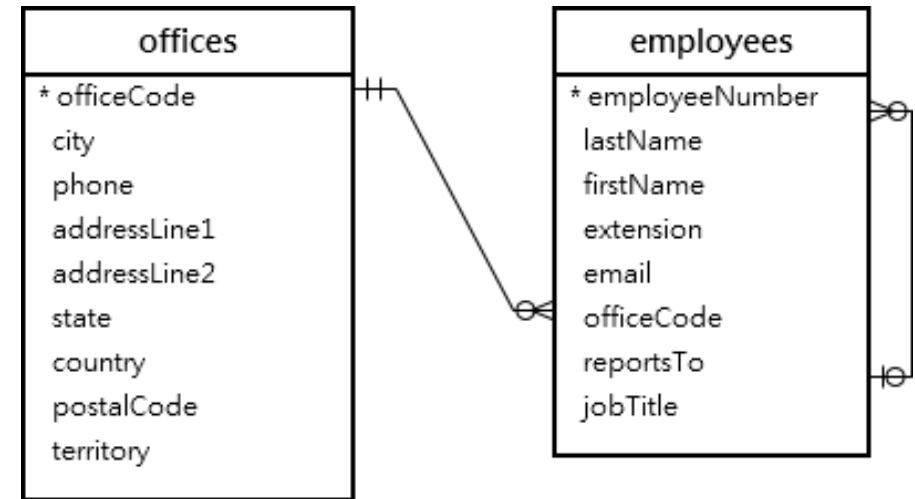 offices
* officeCode
city
phone
addressLine1
addressLine2
state
country
postalCode
territory
employees
* employeeNumber
lastName
firstName
extension
email
officeCode
reportsTo
jobTitle